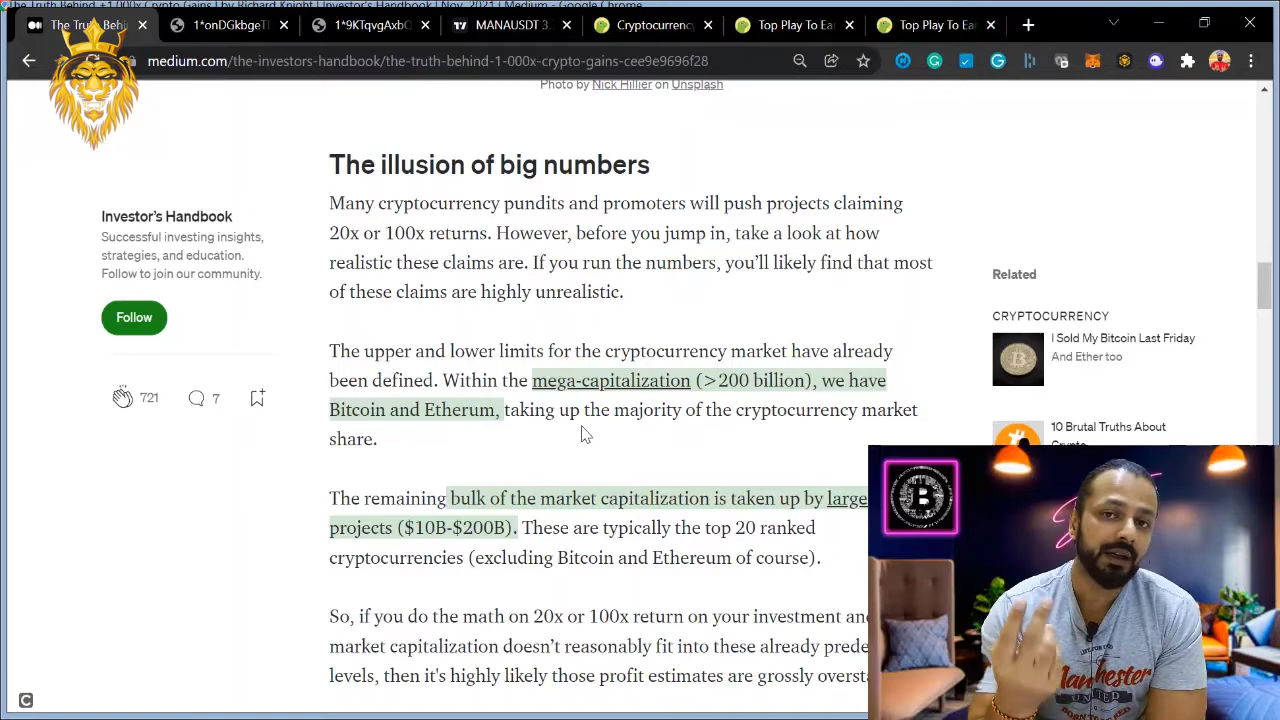 The Truth Behind +1,000x Crypto Gains | by Richard Knight | Investor's Handbook | Nov, 2021 | Medium - Google Chrome
The Truth Behi
1*onDGkbgeTI
1*9KTqvgAxbQ
MANAUSDT 3.
Cryptocurrency
Top Play To Ear
Top Play To Ear
medium.com/the-investors-handbook/the-truth-behind-1-000x-crypto-gains-cee9e9696f28
Photo by Nick Hillier on Unsplash
The illusion of big numbers
Many cryptocurrency pundits and promoters will push projects claiming
20x or 100x returns. However, before you jump in, take a look at how
realistic these claims are. If you run the numbers, you'll likely find that most
of these claims are highly unrealistic.
The upper and lower limits for the cryptocurrency market have already
been defined. Within the mega-capitalization (>200 billion), we have
Bitcoin and Etherum, taking up the majority of the cryptocurrency market
share.
The remaining bulk of the market capitalization is taken up by large
projects ($10B-$200B). These are typically the top 20 ranked
cryptocurrencies (excluding Bitcoin and Ethereum of course).
So, if you do the math on 20x or 100x return on your investment and
market capitalization doesn't reasonably fit into these already prede
levels, then it's highly likely those profit estimates are grossly overst
Investor's Handbook
Successful investing insights,
strategies, and education.
Follow to join our community.
Follow
721
7
Related
CRYPTOCURRENCY
I Sold My Bitcoin Last Friday
And Ether too
10 Brutal Truths About
Crypto
Manchester
UNITED